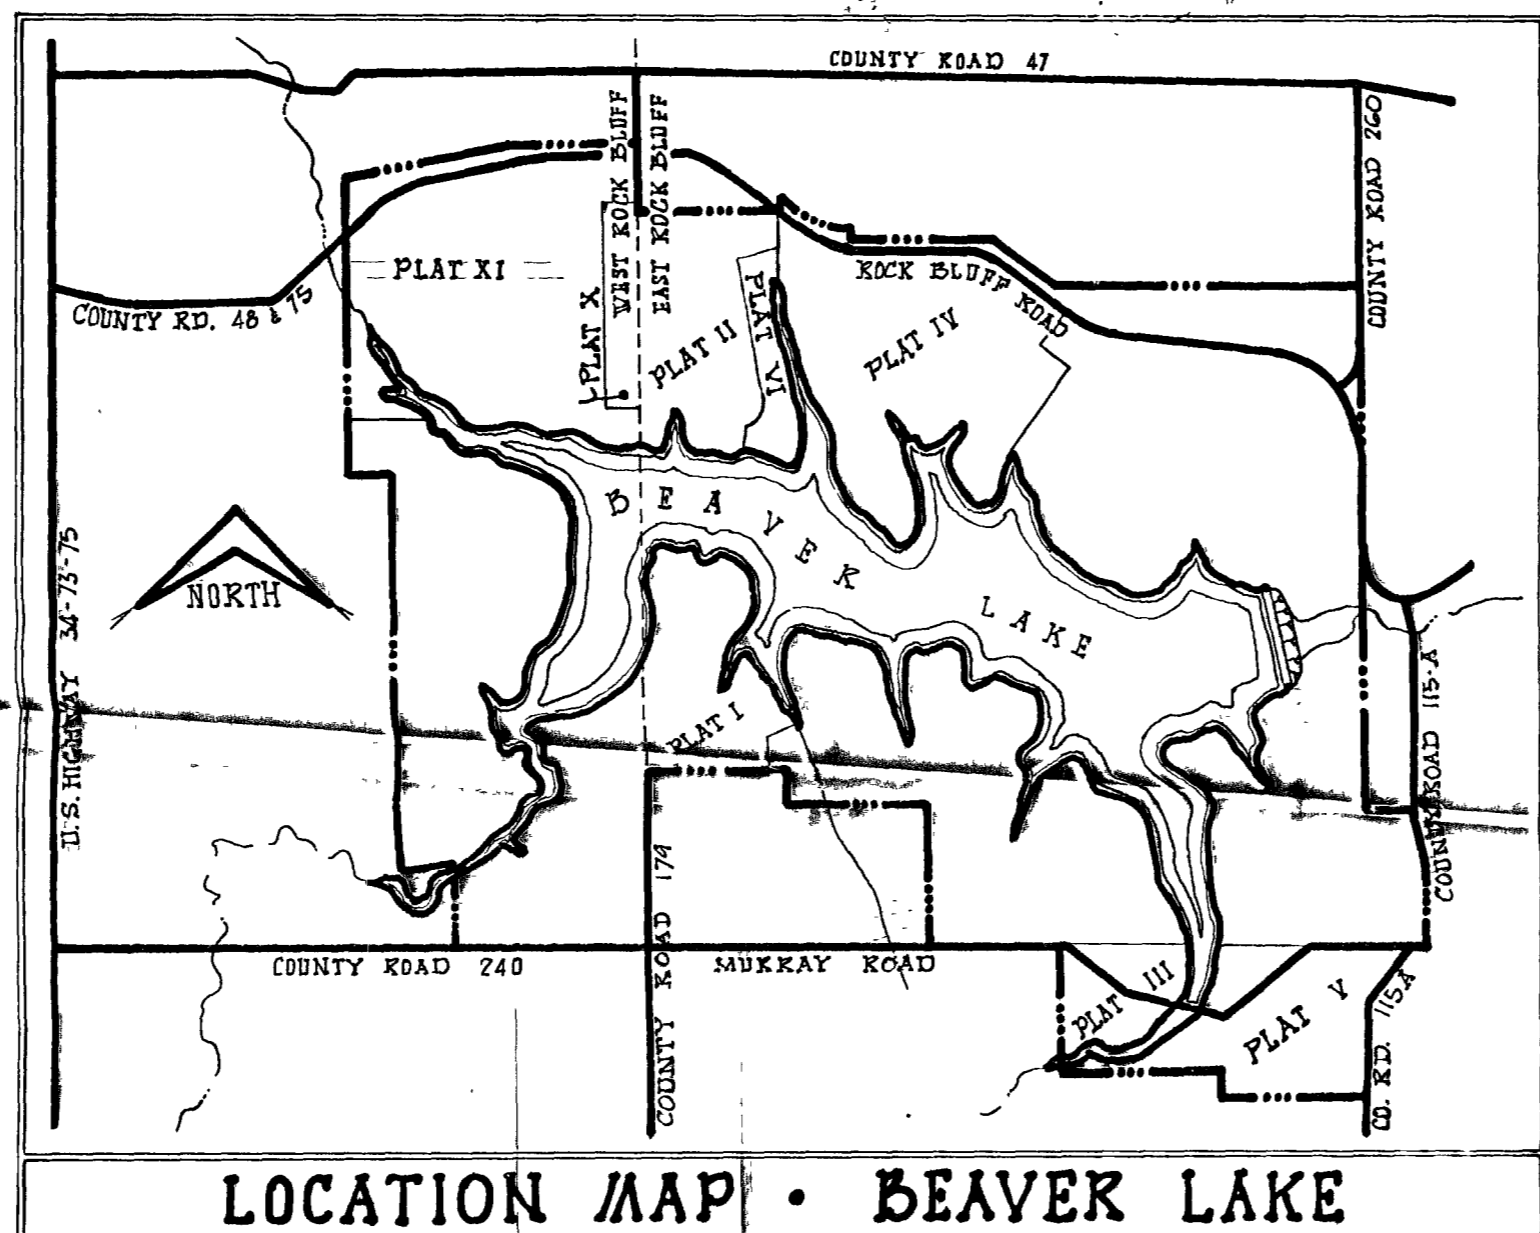 COUNTY ROAD 47
WEST ROCK BLUFF
EAST ROCK BLUFF
COUNTY ROAD 260
PLAT XI
COUNTY RD. 48 & 75
PLAT X
PLAT II
PLAT VI
PLAT IV
ROCK BLUFF ROAD
BEAVER
LAKE
NORTH
U.S. HIGHWAY 34-73-75
PLAT I
COUNTY ROAD 115-A
COUNTY ROAD 240
MURRAY ROAD
COUNTY ROAD 179
PLAT III
PLAT V
CO. RD. 115A
LOCATION MAP • BEAVER LAKE